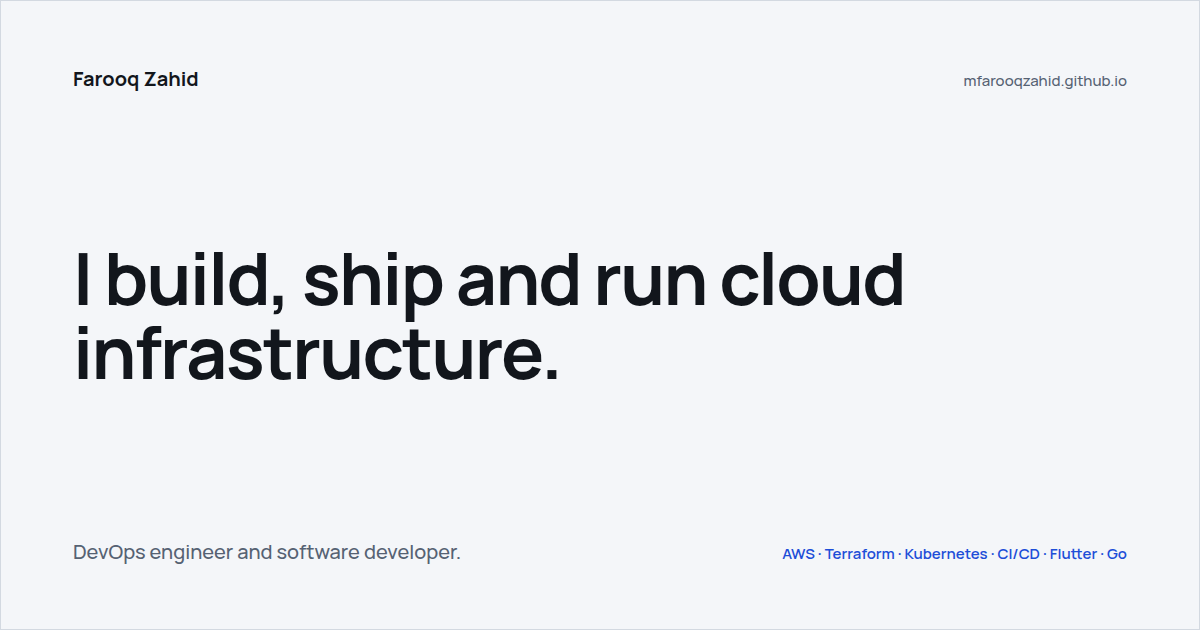 Farooq Zahid
mfarooqzahid.github.io
I build, ship and run cloud
infrastructure.
DevOps engineer and software developer.
AWS · Terraform · Kubernetes · CI/CD · Flutter · Go